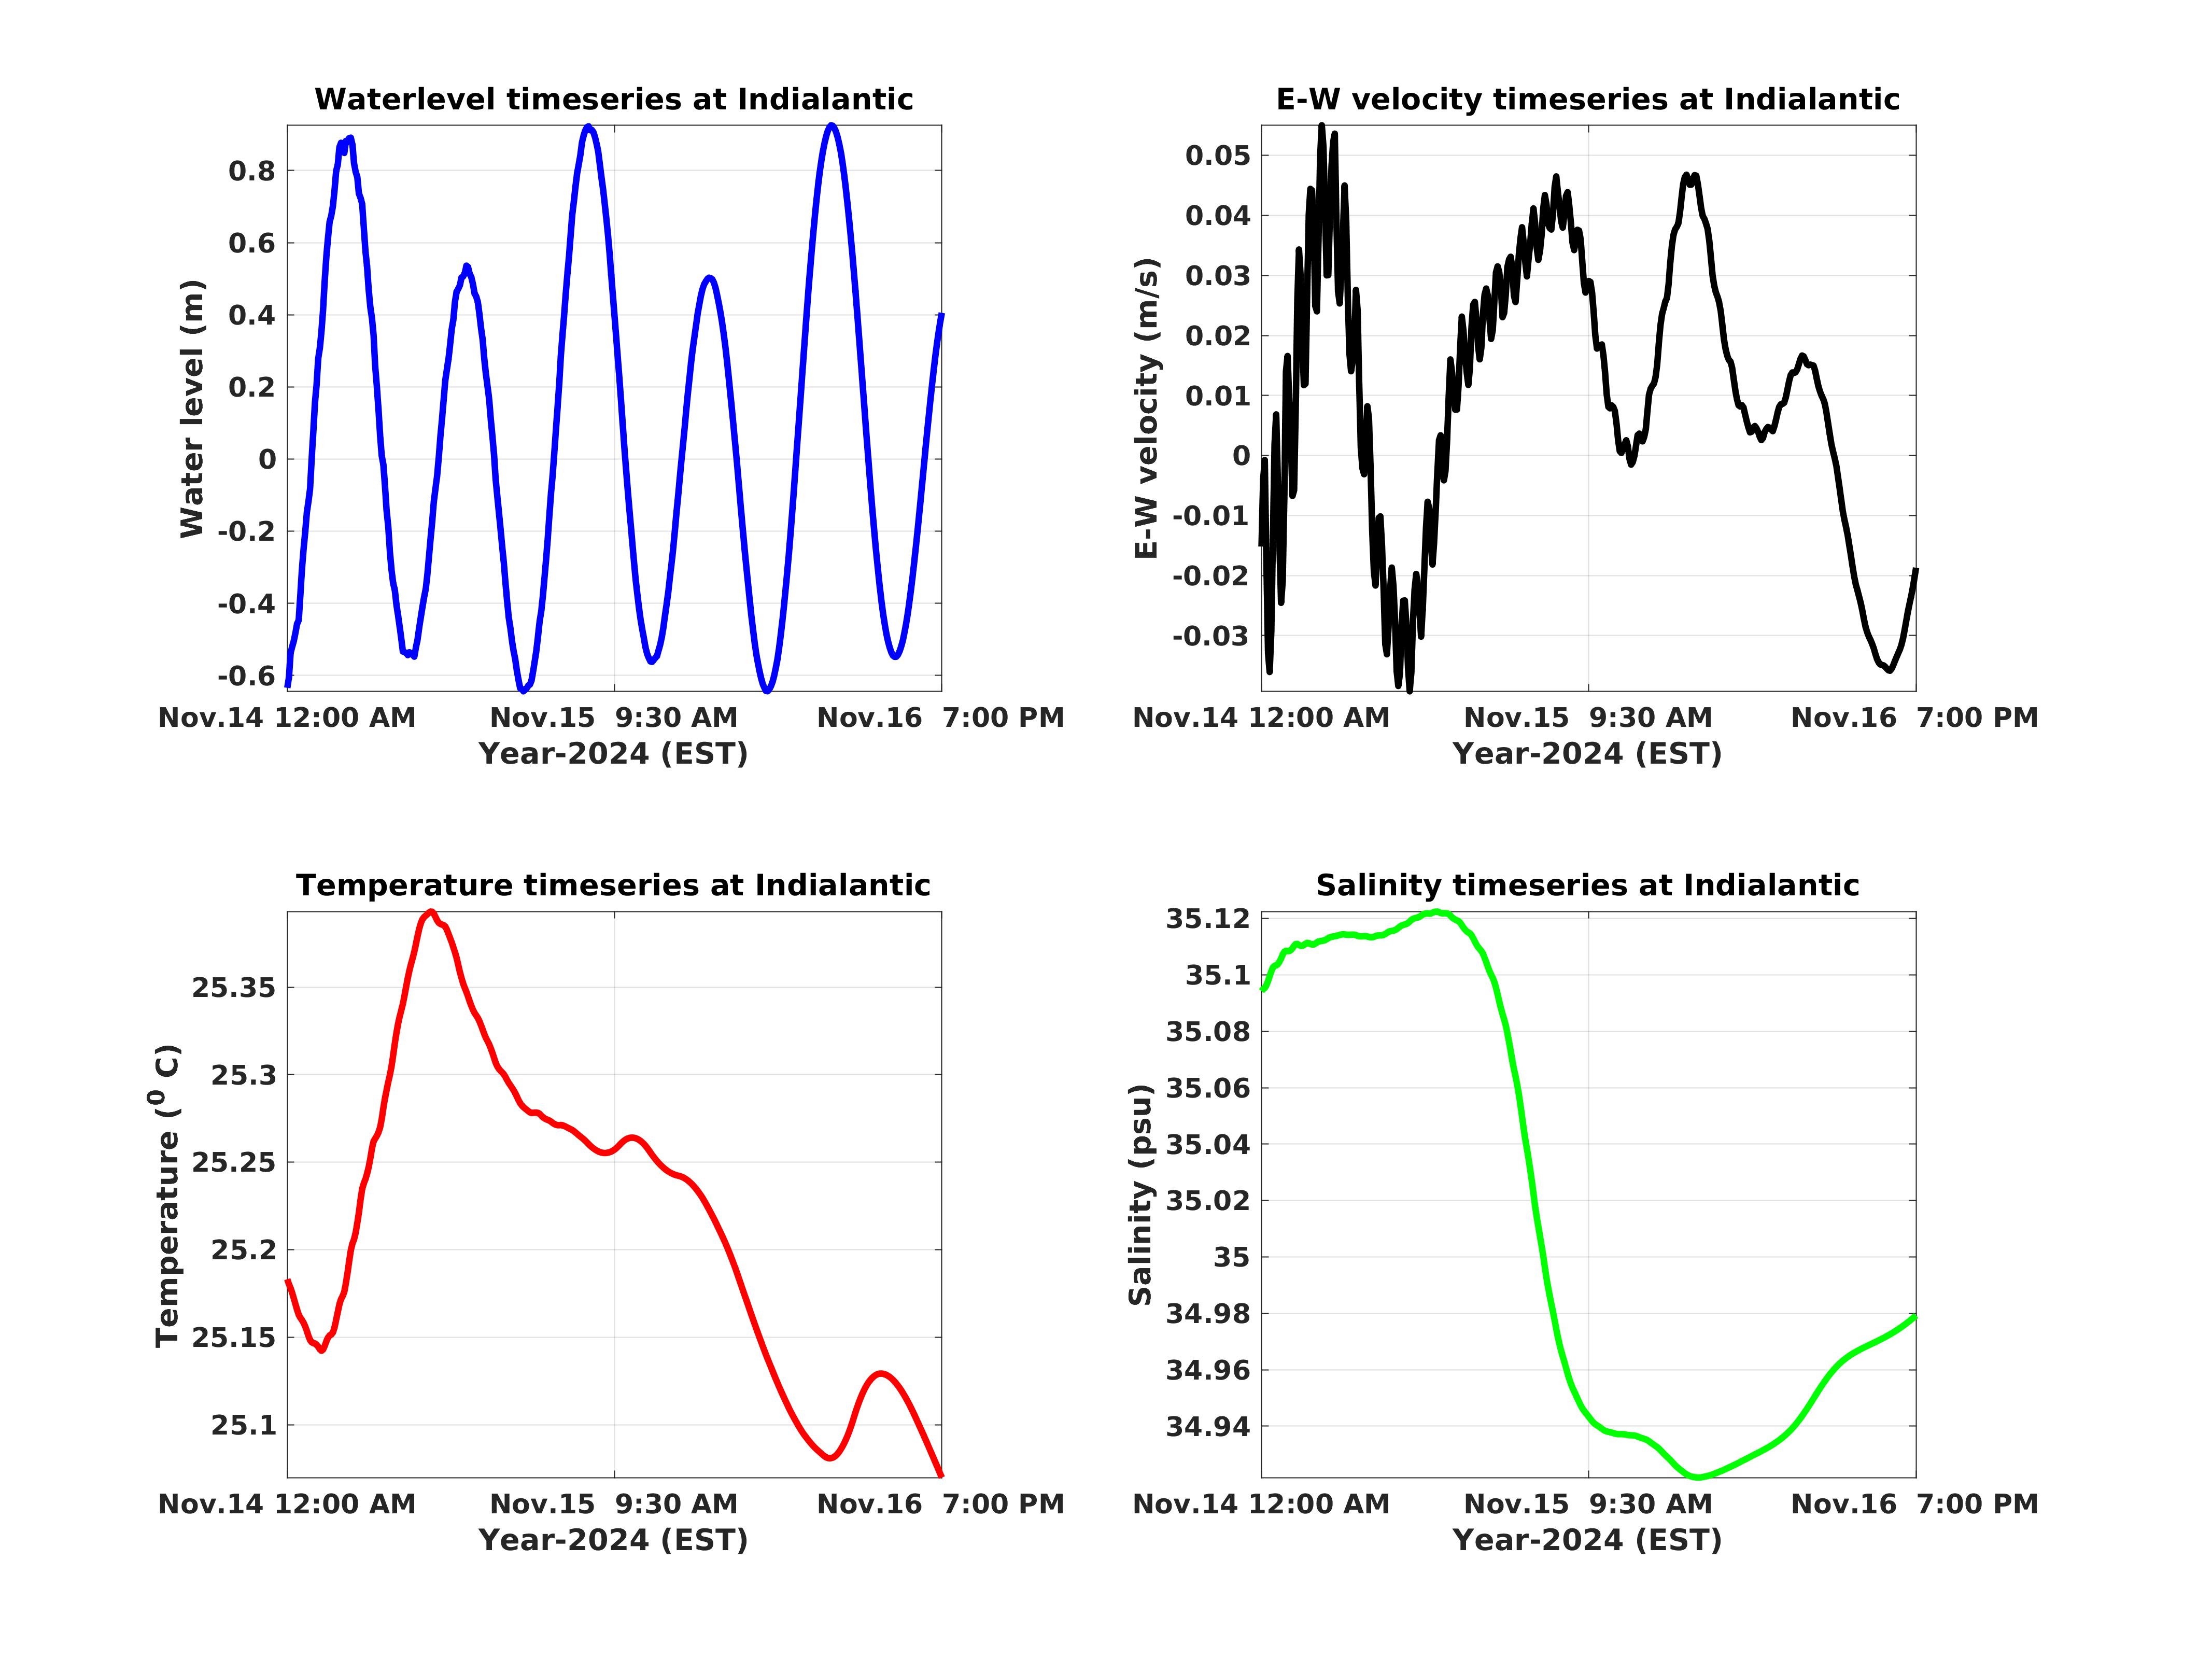 Waterlevel timeseries at Indialantic
0.8
0.6
0.4
0.2
0
-0.2
-0.4
-0.6
Water level (m)
Nov.14 12:00 AM Nov.15 9:30 AM Nov.16 7:00 PM
Year-2024 (EST)
E-W velocity timeseries at Indialantic
0.05
0.04
0.03
0.02
0.01
0
-0.01
-0.02
-0.03
E-W velocity (m/s)
Nov.14 12:00 AM Nov.15 9:30 AM Nov.16 7:00 PM
Year-2024 (EST)
Temperature timeseries at Indialantic
25.35
25.3
25.25
25.2
25.15
25.1
Temperature (⁰ C)
Nov.14 12:00 AM Nov.15 9:30 AM Nov.16 7:00 PM
Year-2024 (EST)
Salinity timeseries at Indialantic
35.12
35.1
35.08
35.06
35.04
35.02
35
34.98
34.96
34.94
Salinity (psu)
Nov.14 12:00 AM Nov.15 9:30 AM Nov.16 7:00 PM
Year-2024 (EST)